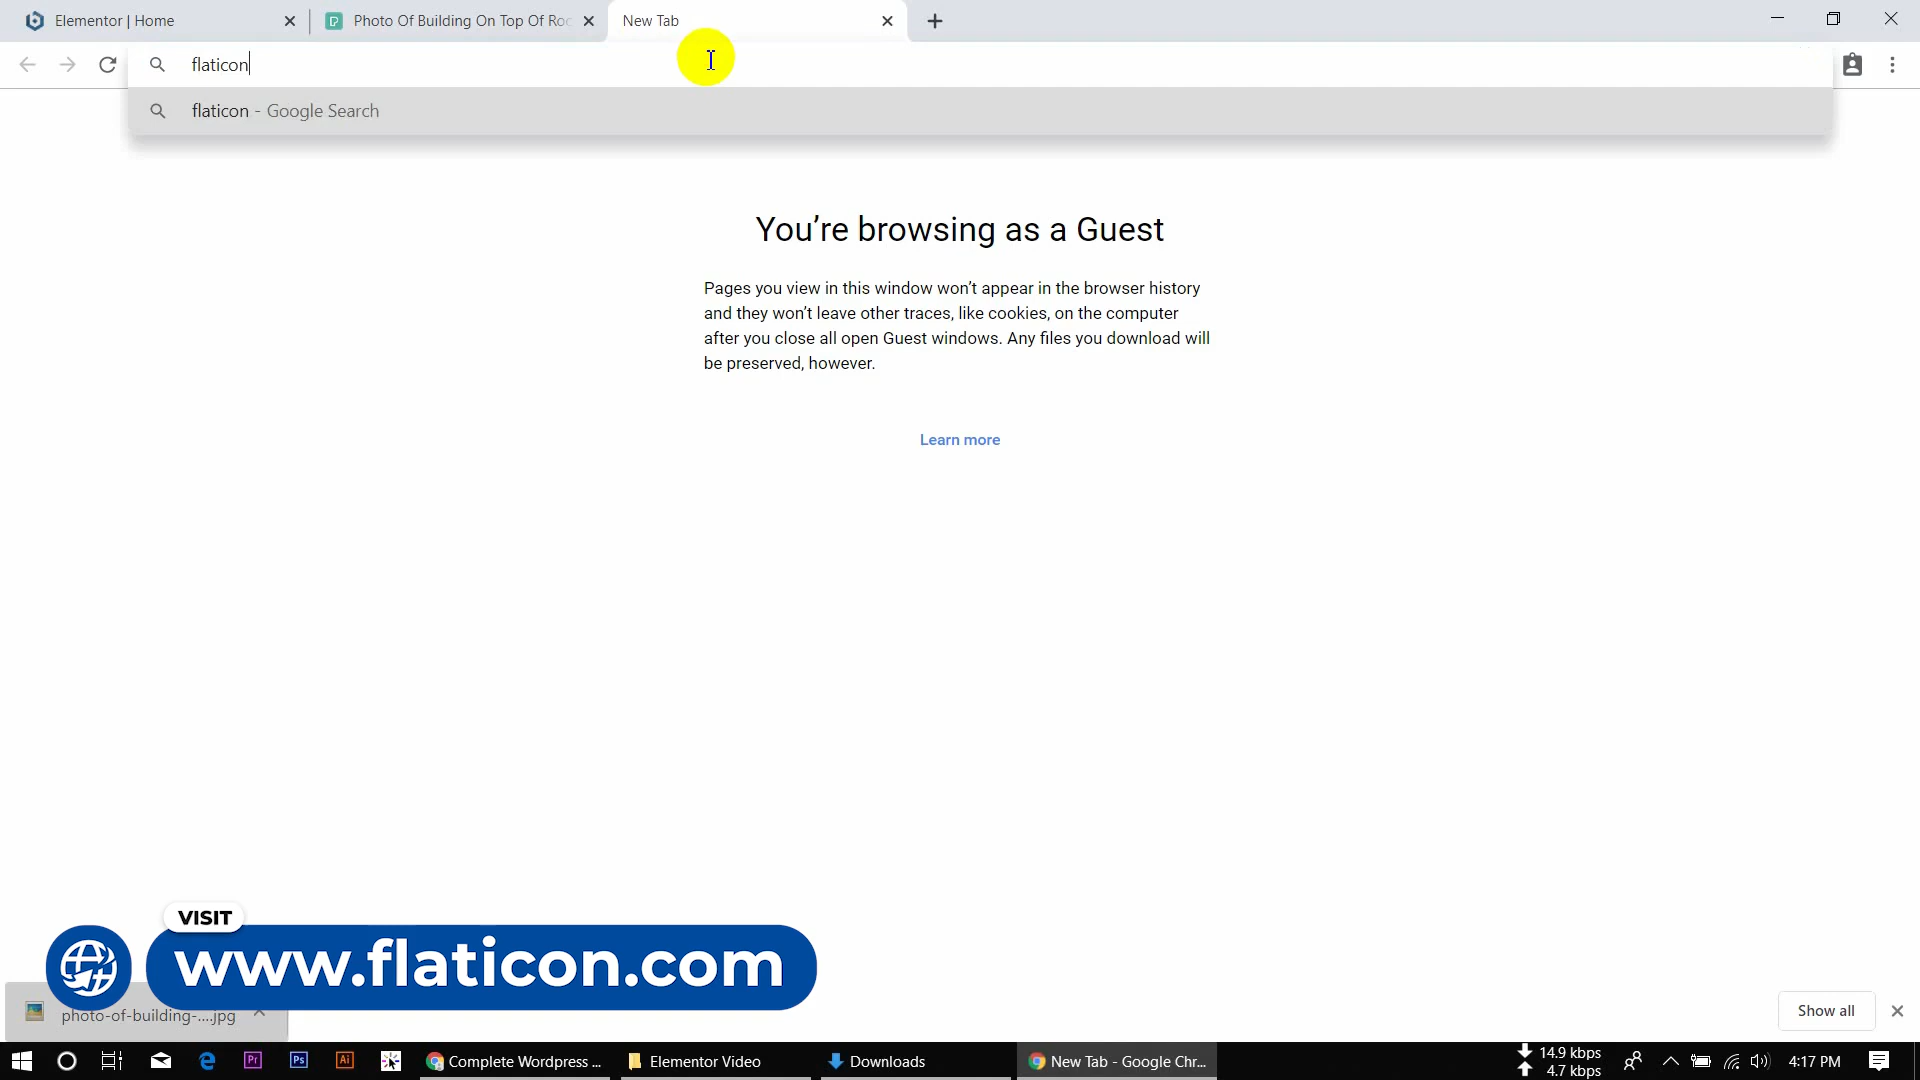 Elementor | Home
Photo Of Building On Top Of Roc
New Tab
flaticon
flaticon - Google Search
You're browsing as a Guest
Pages you view in this window won't appear in the browser history
and they won't leave other traces, like cookies, on the computer
after you close all open Guest windows. Any files you download will
be preserved, however.
Learn more
VISIT
www.flaticon.com
photo-of-building-....jpg
Show all
Pr
Ps
Ai
Complete Wordpress ...
Elementor Video
Downloads
New Tab - Google Chr...
14.9 kbps
4.7 kbps
4:17 PM